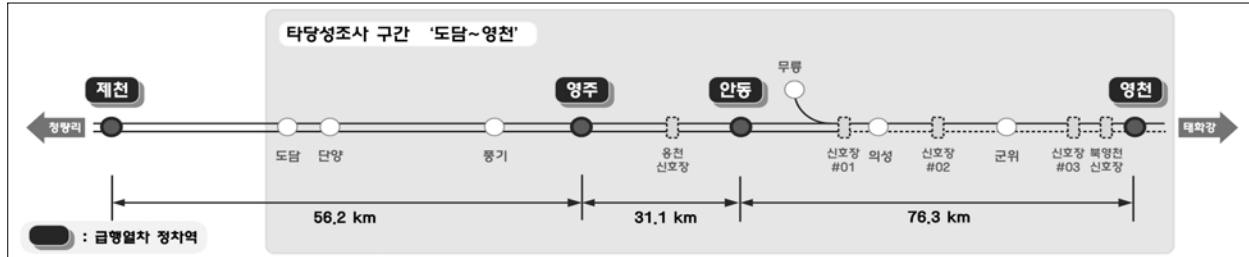 타당성조사 구간 '도담~영천'
무릉
제천
영주
안동
영천
청량리
태화강
도담
단양
풍기
용천
신호장
신호장
#01
의성
신호장
#02
군위
신호장
#03
북영천
신호장
56.2 km
31.1 km
76.3 km
: 급행열차 정차역